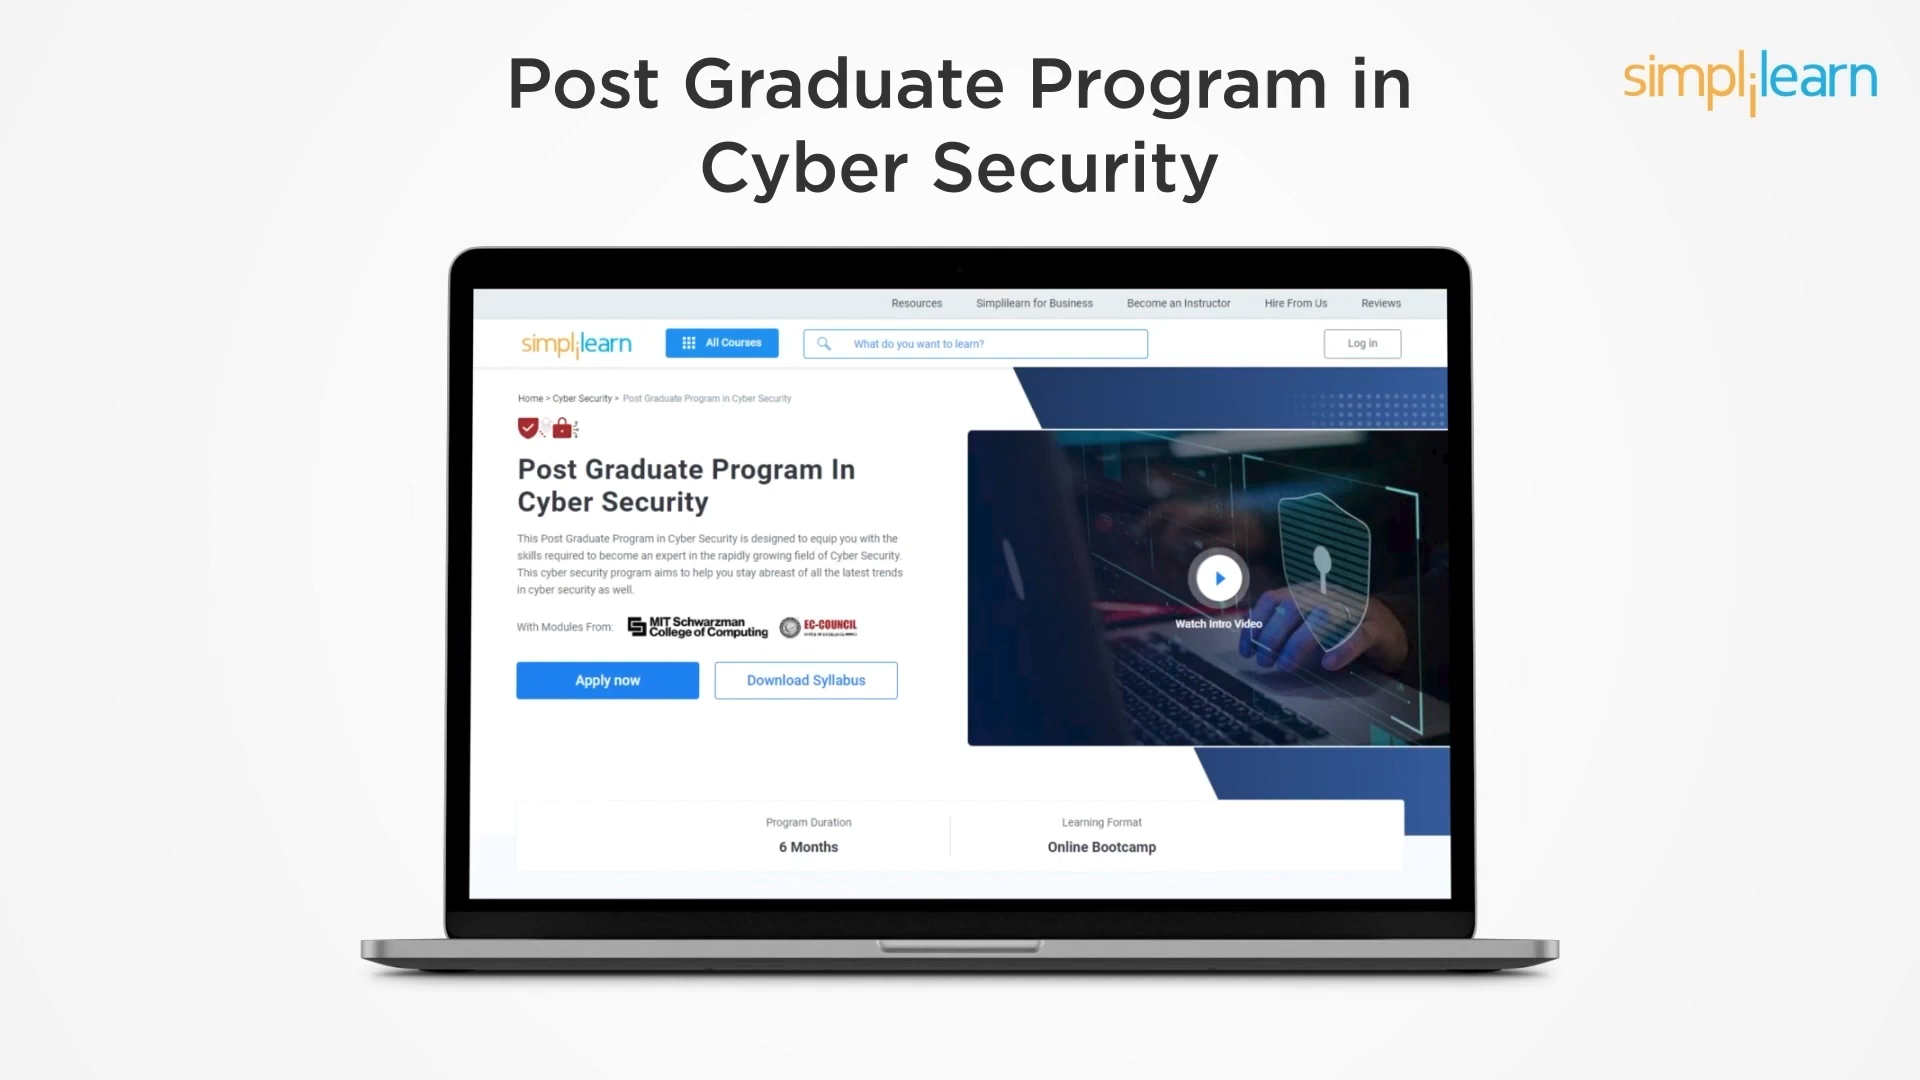 Post Graduate Program in
Cyber Security
simplilearn
Resources Simplilearn for Business Become an Instructor Hire From Us Reviews
simplilearn All Courses What do you want to learn? Log in
Home > Cyber Security > Post Graduate Program in Cyber Security
Post Graduate Program In
Cyber Security
This Post Graduate Program in Cyber Security is designed to equip you with the
skills required to become an expert in the rapidly growing field of Cyber Security.
This cyber security program aims to help you stay abreast of all the latest trends
in cyber security as well.
With Modules From: MIT Schwarzman
College of Computing
EC-COUNCIL
Apply now Download Syllabus
Watch Intro Video
Program Duration
6 Months
Learning Format
Online Bootcamp